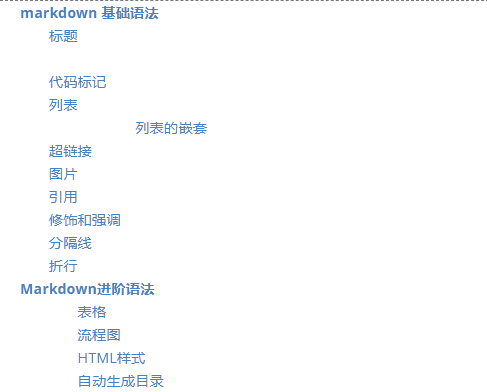 markdown 基础语法
标题
代码标记
列表
列表的嵌套
超链接
图片
引用
修饰和强调
分隔线
折行
Markdown进阶语法
表格
流程图
HTML样式
自动生成目录